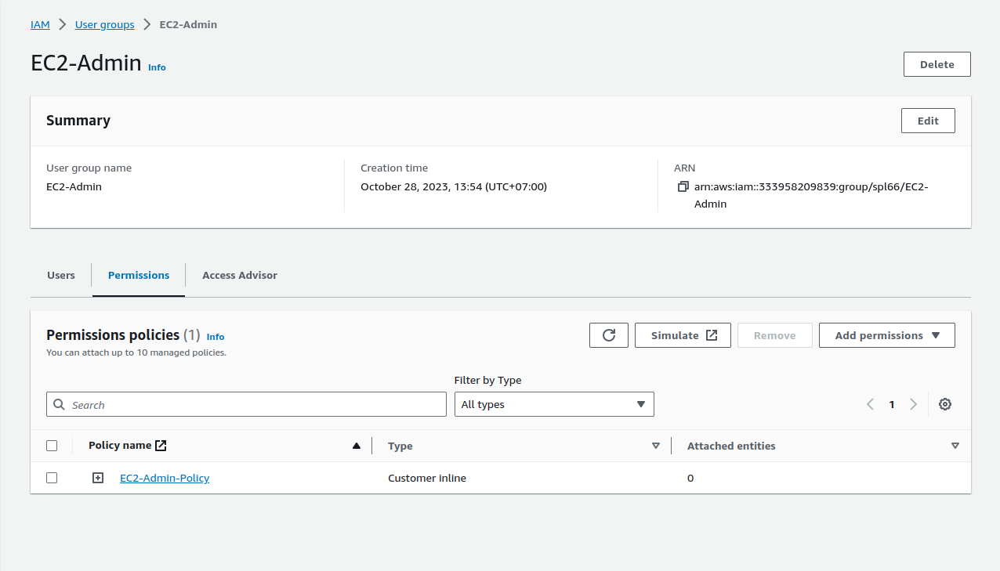 IAM > User groups > EC2-Admin
EC2-Admin Info
Delete
Summary
Edit
User group name
EC2-Admin
Creation time
October 28, 2023, 13:54 (UTC+07:00)
ARN
arn:aws:iam::333958209839:group/spl66/EC2-
Admin
Users Permissions Access Advisor
Permissions policies (1) Info
You can attach up to 10 managed policies.
Simulate Remove Add permissions
Filter by Type
Search All types 1
Policy name Type Attached entities
EC2-Admin-Policy Customer inline 0